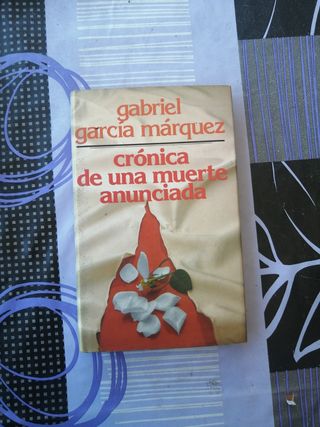 gabriel
garcía márquez
crónica
de una muerte
anunciada